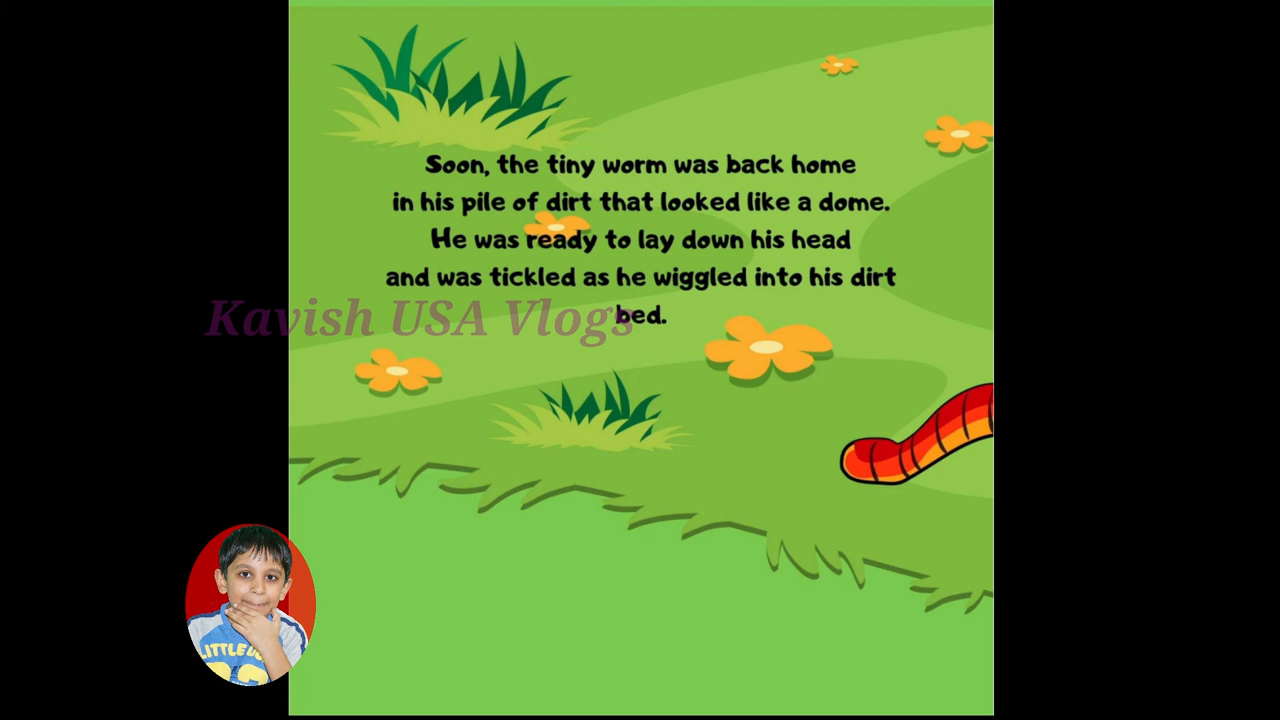 Soon, the tiny worm was back home
in his pile of dirt that looked like a dome.
He was ready to lay down his head
and was tickled as he wiggled into his dirt
bed.
Kavish USA Vlogs